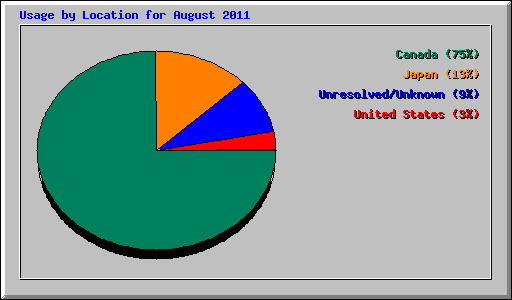 Usage by Location for August 2011
Canada (75%)
Japan (13%)
Unresolved/Unknown (9%)
United States (3%)